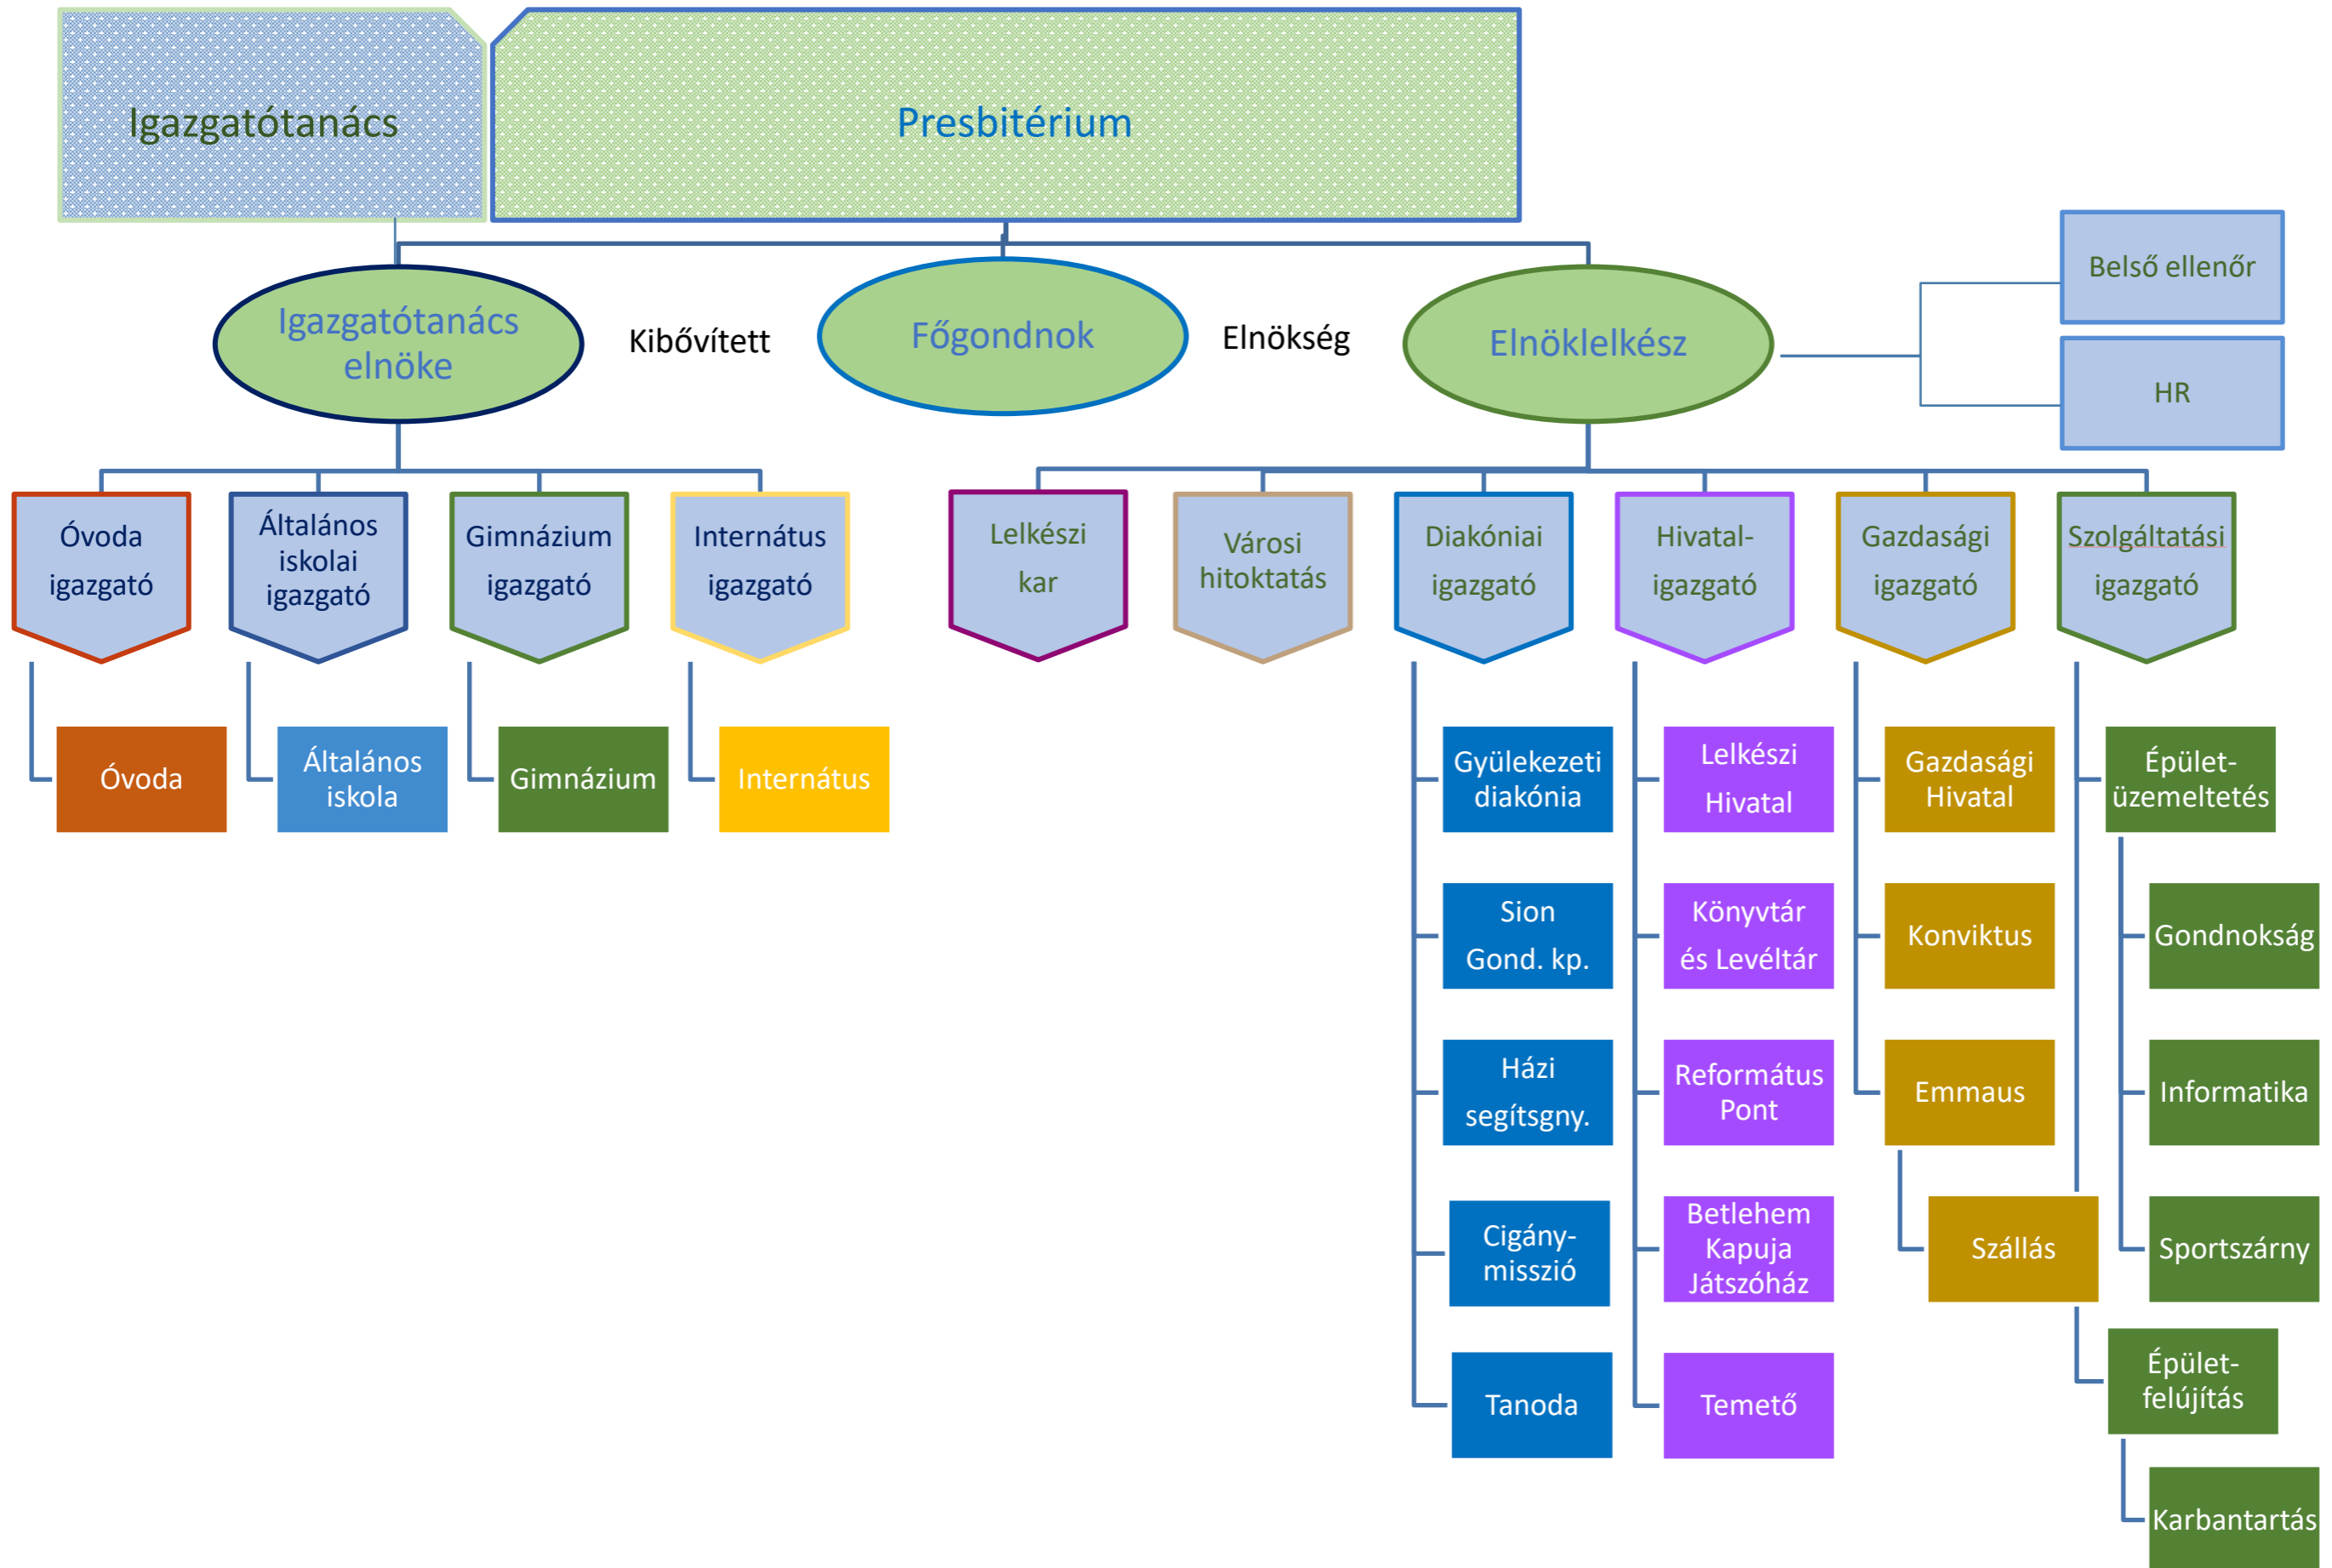 Igazgatótanács
Presbitérium
Belső ellenőr
HR
Igazgatótanács
elnöke
Kibővített
Főgondnok
Elnökség
Elnöklelkész
Óvoda
igazgató
Általános
iskolai
igazgató
Gimnázium
igazgató
Internátus
igazgató
Lelkészi
kar
Városi
hitoktatás
Diakóniai
igazgató
Hivatal-
igazgató
Gazdasági
igazgató
Szolgáltatási
igazgató
Óvoda
Általános
iskola
Gimnázium
Internátus
Gyülekezeti
diakónia
Lelkészi
Hivatal
Gazdasági
Hivatal
Épület-
üzemeltetés
Sion
Gond. kp.
Könyvtár
és Levéltár
Konviktus
Gondnokság
Házi
segítsgny.
Református
Pont
Emmaus
Informatika
Cigány-
misszió
Betlehem
Kapuja
Játszóház
Szállás
Sportszárny
Tanoda
Temető
Épület-
felújítás
Karbantartás